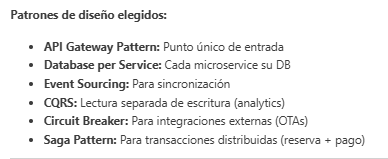 Patrones de diseño elegidos:
• API Gateway Pattern: Punto único de entrada
• Database per Service: Cada microservice su DB
• Event Sourcing: Para sincronización
• CQRS: Lectura separada de escritura (analytics)
• Circuit Breaker: Para integraciones externas (OTAs)
• Saga Pattern: Para transacciones distribuidas (reserva + pago)